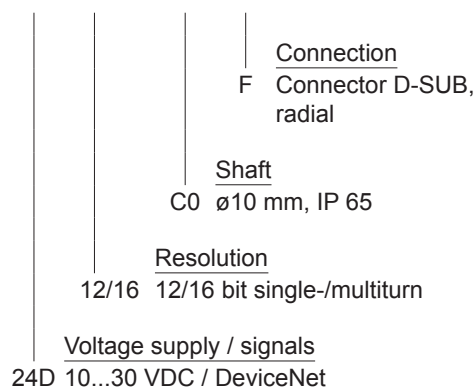 Connection
F Connector D-SUB,
radial
Shaft
C0 ø10 mm, IP 65
Resolution
12/16 12/16 bit single-/multiturn
Voltage supply / signals
24D 10...30 VDC / DeviceNet